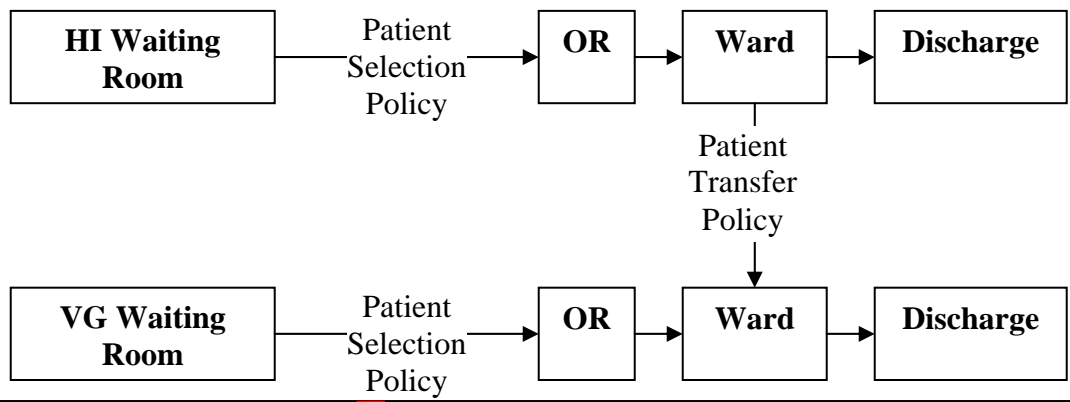 HI Waiting
Room
Patient
Selection
Policy
OR
Ward
Discharge
Patient
Transfer
Policy
VG Waiting
Room
Patient
Selection
Policy
OR
Ward
Discharge